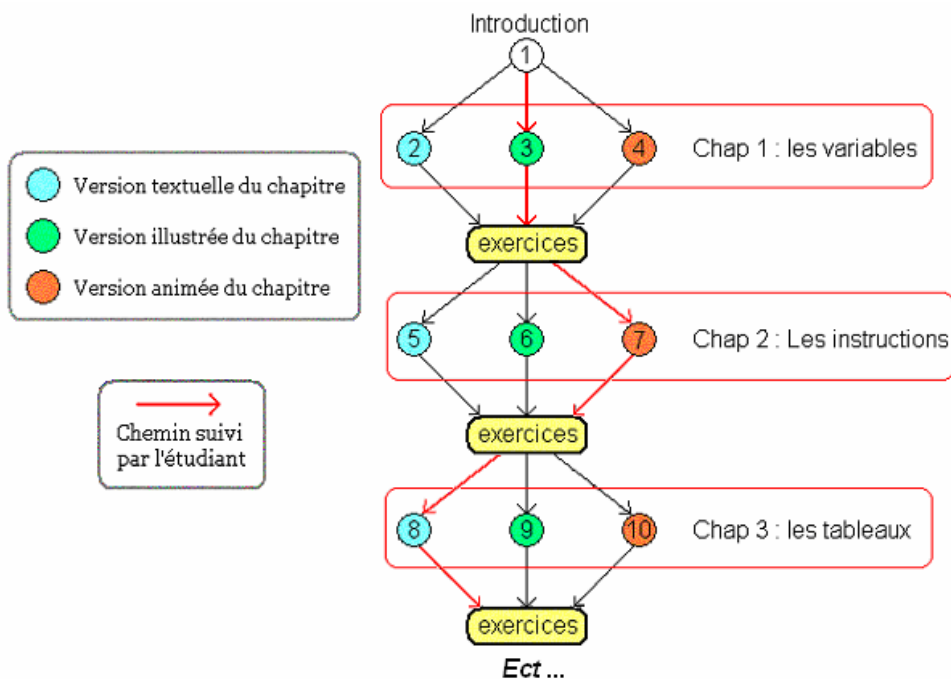 Introduction
1
2
3
4
Chap 1 : les variables
Version textuelle du chapitre
Version illustrée du chapitre
Version animée du chapitre
exercices
5
6
7
Chap 2 : Les instructions
Chemin suivi
par l'étudiant
exercices
8
9
10
Chap 3 : les tableaux
exercices
Ect ...